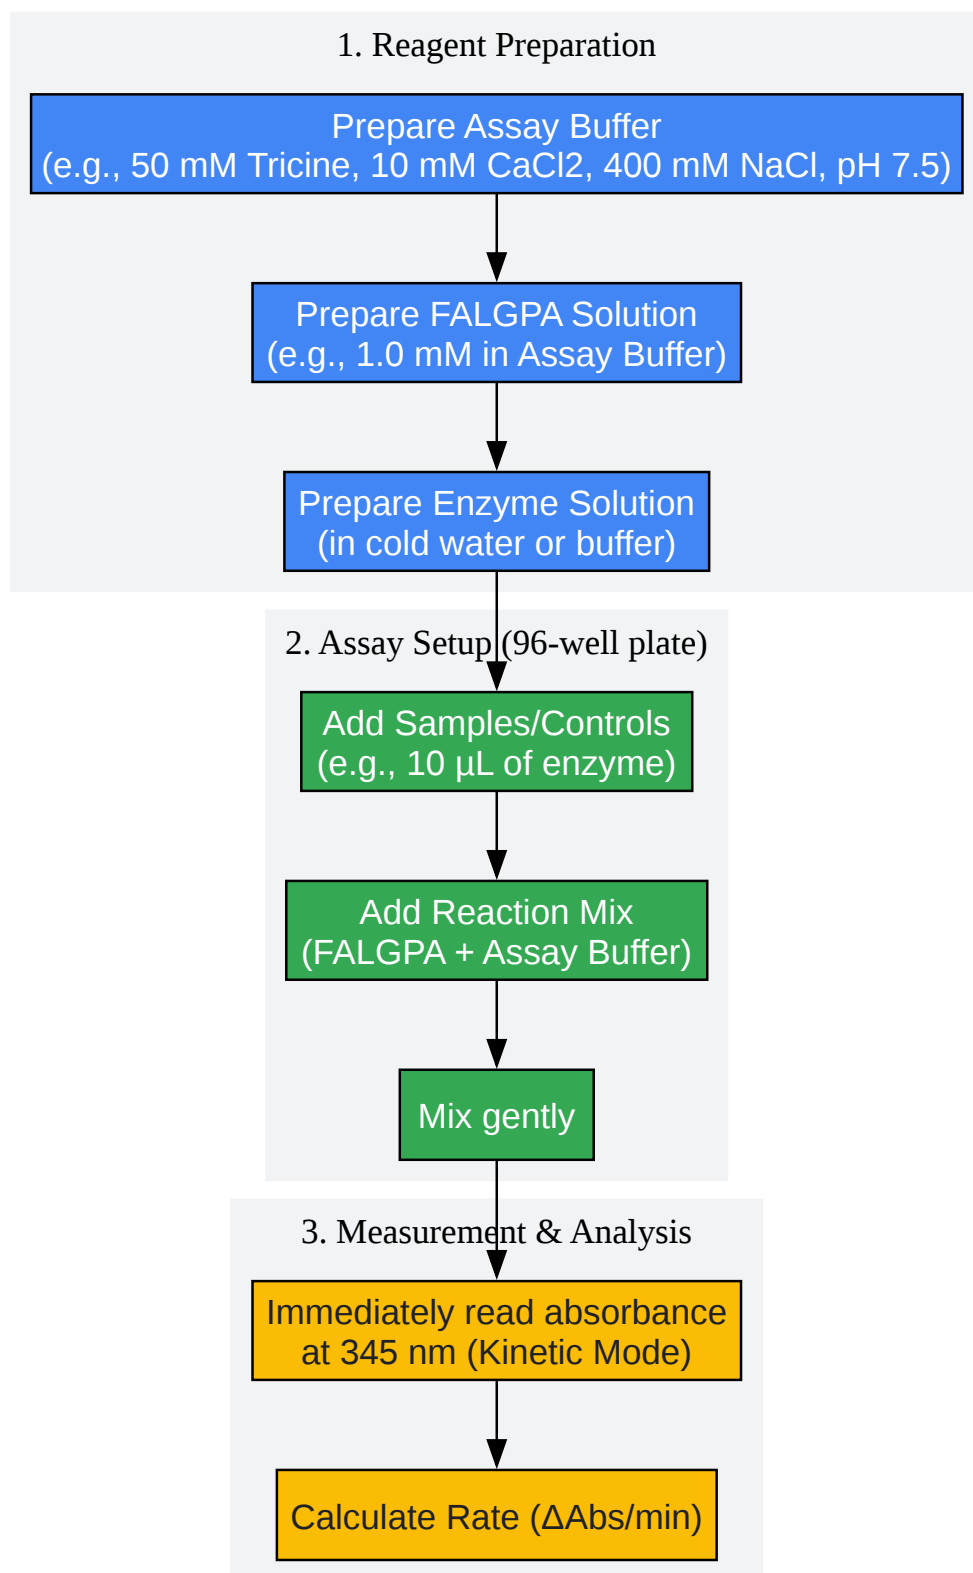 1. Reagent Preparation
Prepare Assay Buffer
(e.g., 50 mM Tricine, 10 mM CaCl2, 400 mM NaCl, pH 7.5)
Prepare FALGPA Solution
(e.g., 1.0 mM in Assay Buffer)
Prepare Enzyme Solution
(in cold water or buffer)
2. Assay Setup (96-well plate)
Add Samples/Controls
(e.g., 10 µL of enzyme)
Add Reaction Mix
(FALGPA + Assay Buffer)
Mix gently
3. Measurement & Analysis
Immediately read absorbance
at 345 nm (Kinetic Mode)
Calculate Rate (ΔAbs/min)